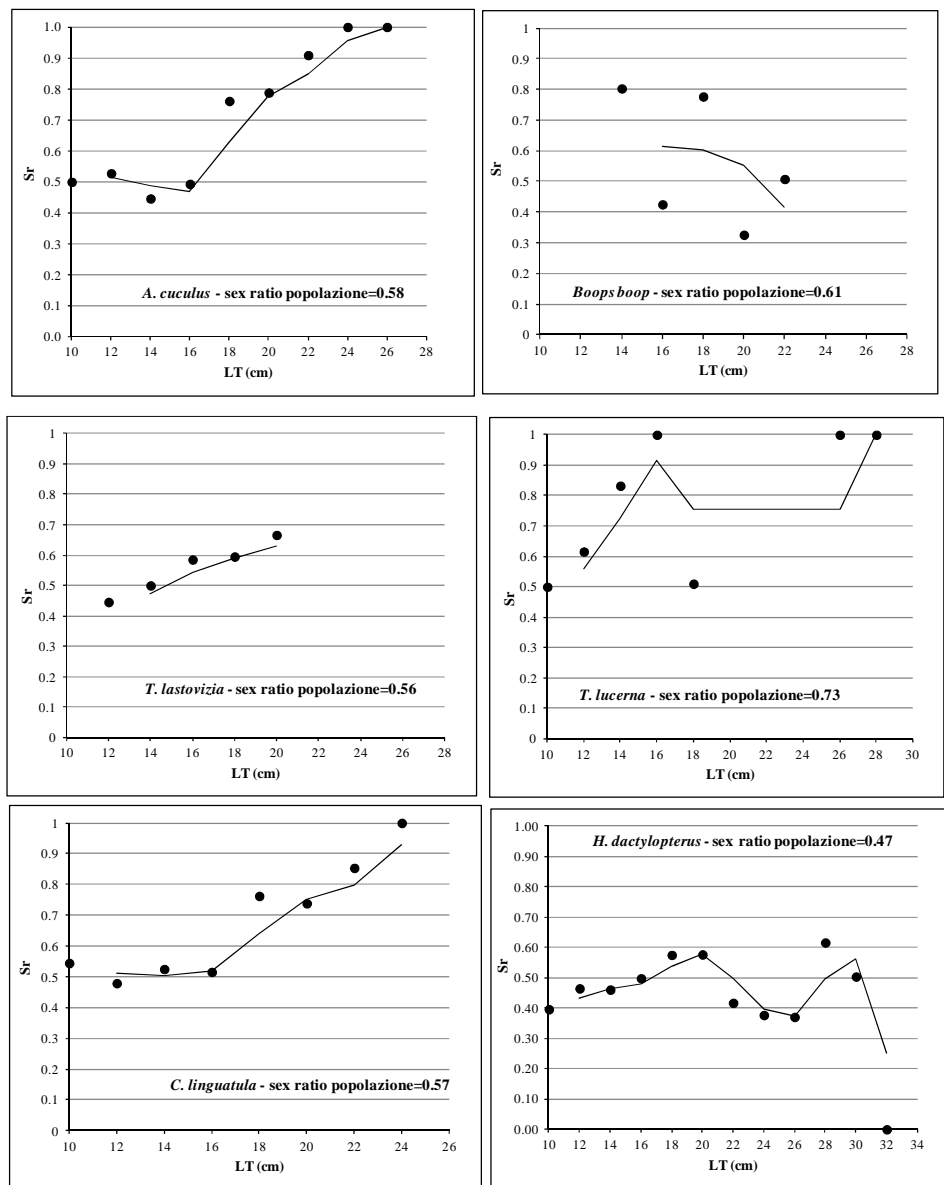 1.0
0.9
0.8
0.7
0.6
0.5
0.4
0.3
0.2
0.1
0.0
Sr
A. cuculus - sex ratio popolazione=0.58
10 12 14 16 18 20 22 24 26 28
LT (cm)
1
0.9
0.8
0.7
0.6
0.5
0.4
0.3
0.2
0.1
0
Sr
Boops boop - sex ratio popolazione=0.61
10 12 14 16 18 20 22 24 26 28
LT (cm)
1
0.9
0.8
0.7
0.6
0.5
0.4
0.3
0.2
0.1
0
Sr
T. lastovizia - sex ratio popolazione=0.56
10 12 14 16 18 20 22 24 26 28
LT (cm)
1
0.9
0.8
0.7
0.6
0.5
0.4
0.3
0.2
0.1
0
Sr
T. lucerna - sex ratio popolazione=0.73
10 12 14 16 18 20 22 24 26 28 30
LT (cm)
1
0.9
0.8
0.7
0.6
0.5
0.4
0.3
0.2
0.1
0
Sr
C. linguatula - sex ratio popolazione=0.57
10 12 14 16 18 20 22 24 26
LT (cm)
1.00
0.90
0.80
0.70
0.60
0.50
0.40
0.30
0.20
0.10
0.00
Sr
H. dactylopterus - sex ratio popolazione=0.47
10 12 14 16 18 20 22 24 26 28 30 32 34
LT (cm)